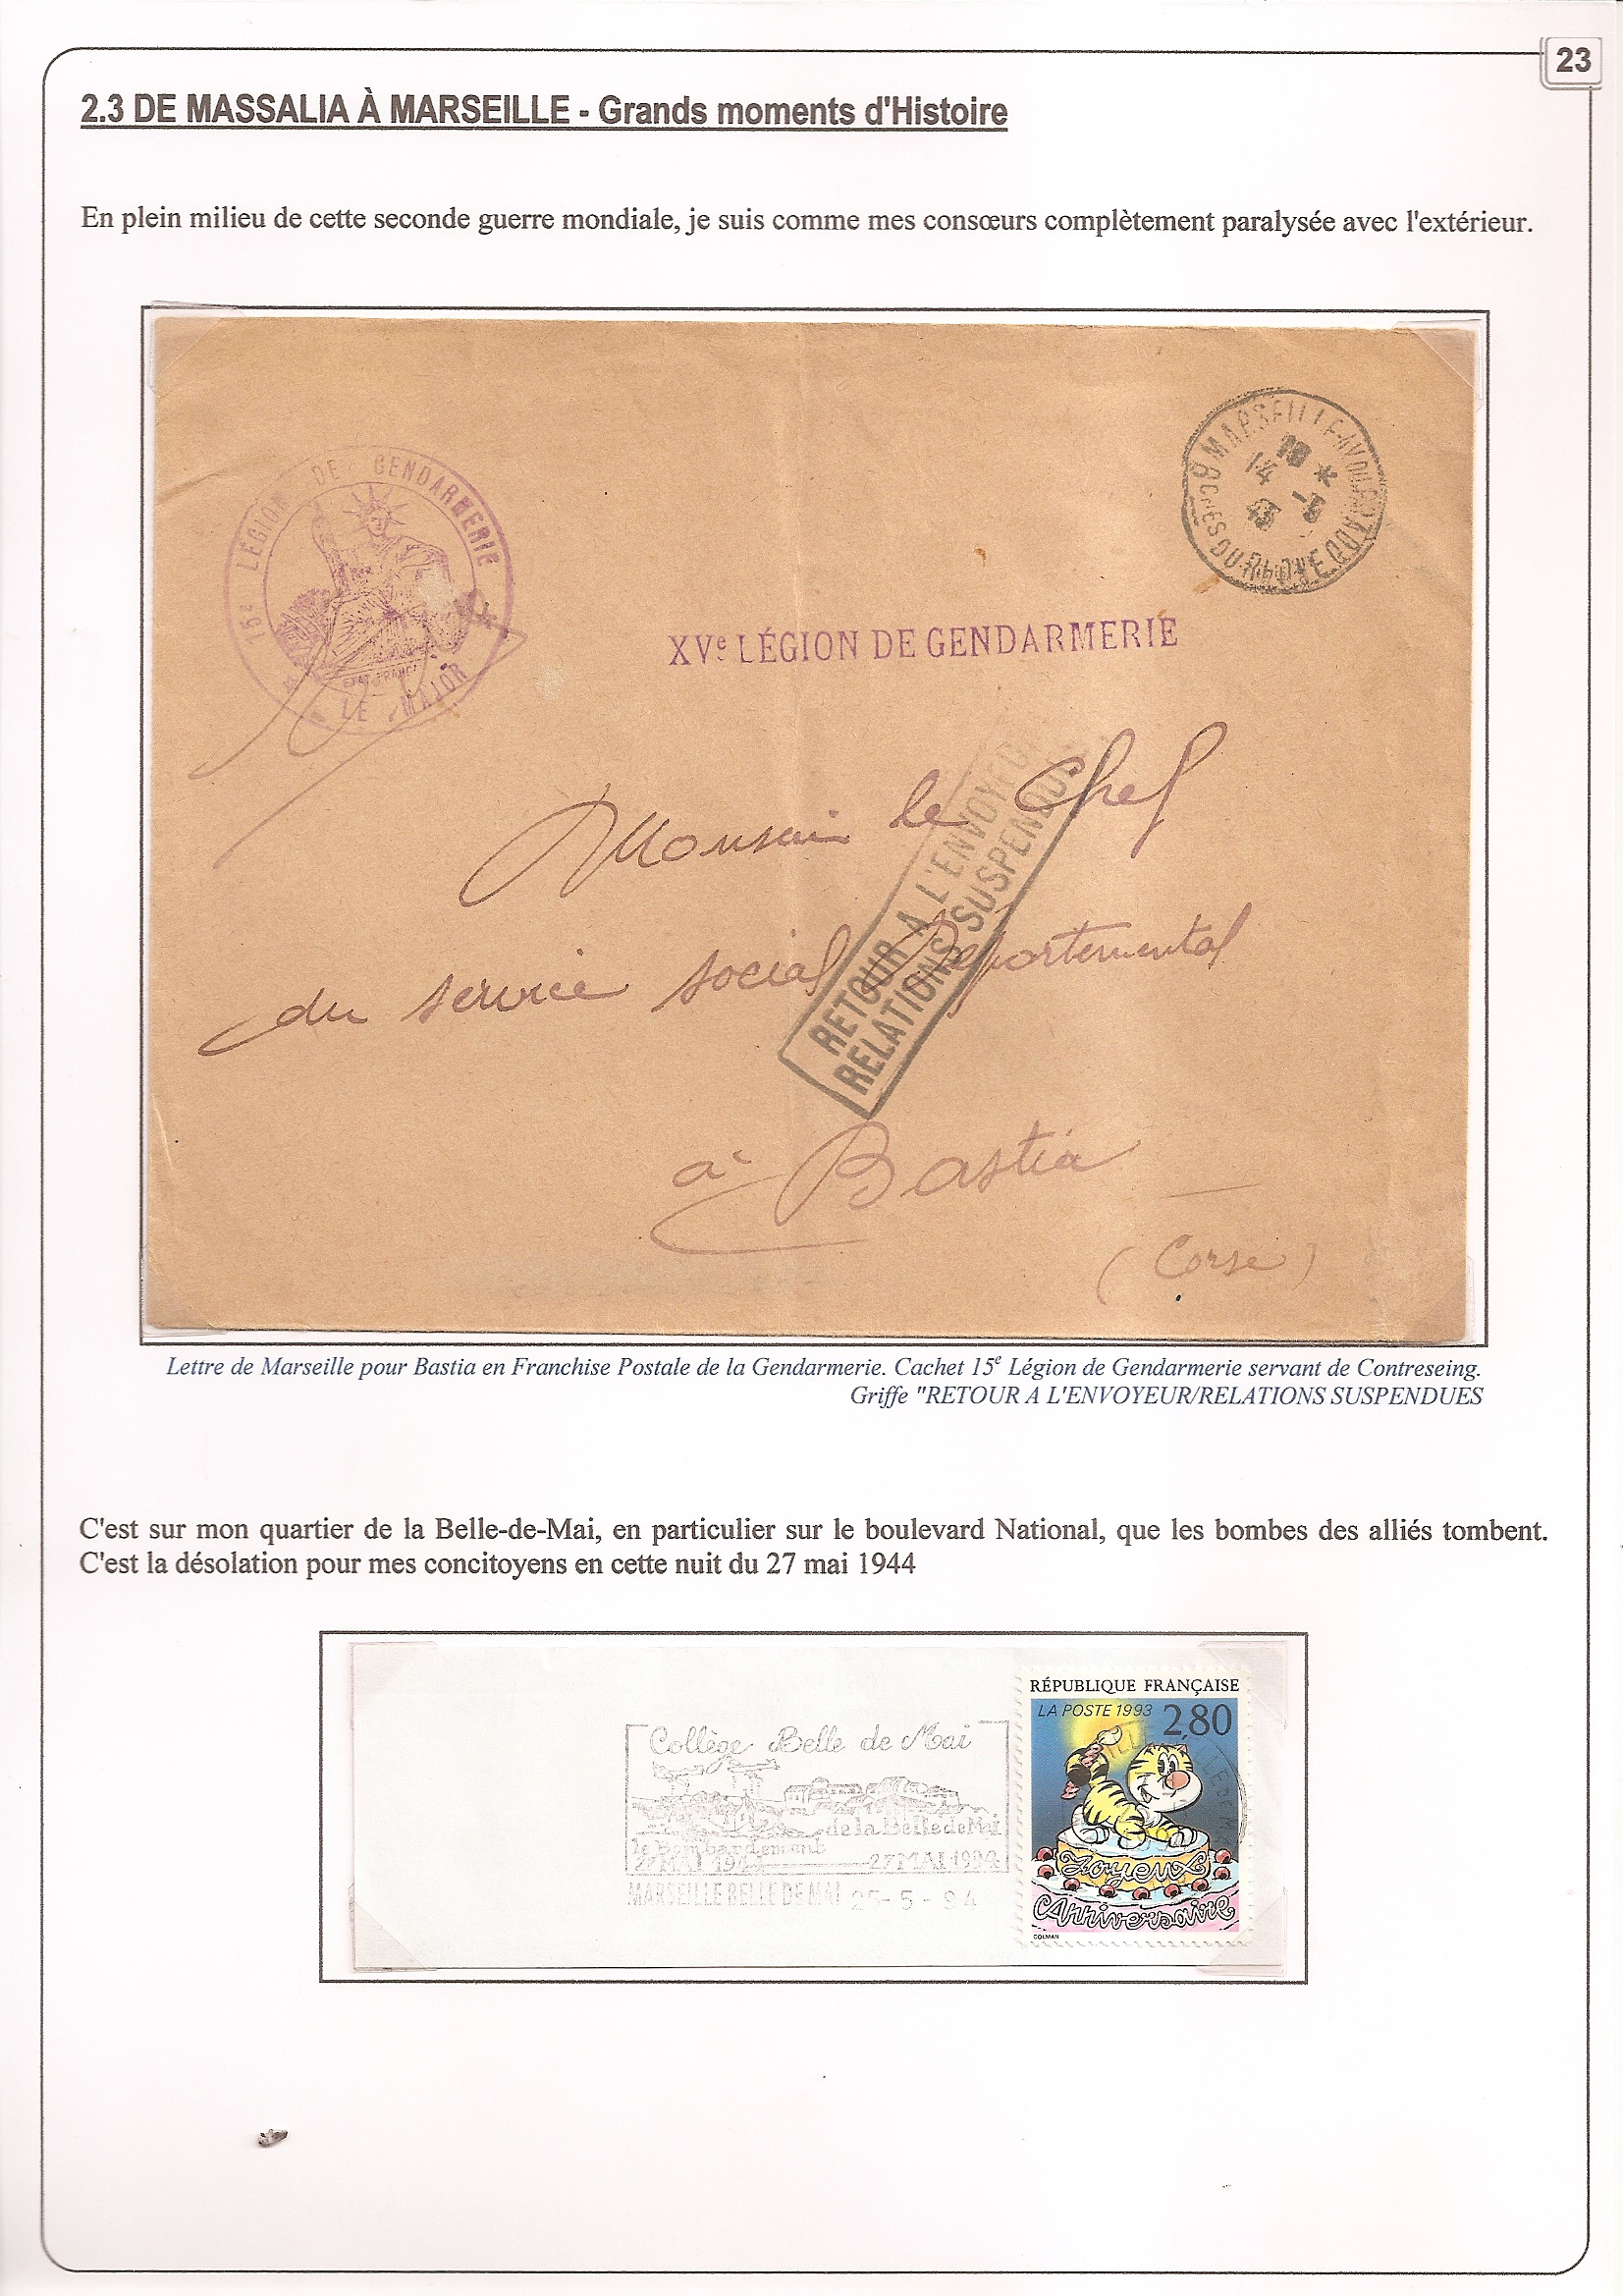 23
2.3 DE MASSALIA À MARSEILLE - Grands moments d'Histoire
En plein milieu de cette seconde guerre mondiale, je suis comme mes consœurs complètement paralysée avec l'extérieur.
15e LÉGION DE GENDARMERIE
LE MAJOR
MARSEILLE
14
XVe LÉGION DE GENDARMERIE
RETOUR A L'ENVOYEUR
RELATIONS SUSPENDUES
Monsieur le Chef
du service social Départemental
à Bastia
(Corse)
Lettre de Marseille pour Bastia en Franchise Postale de la Gendarmerie. Cachet 15e Légion de Gendarmerie servant de Contreseing.
Griffe "RETOUR A L'ENVOYEUR/RELATIONS SUSPENDUES
C'est sur mon quartier de la Belle-de-Mai, en particulier sur le boulevard National, que les bombes des alliés tombent.
C'est la désolation pour mes concitoyens en cette nuit du 27 mai 1944
Collège Belle de Mai
de la Belle de Mai
le Bombardement
27 MAI 1944 27 MAI 1994
MARSEILLE BELLE DE MAI 25-5-94
RÉPUBLIQUE FRANÇAISE
LA POSTE 1993 2,80
Joyeux
Anniversaire
COLMAN